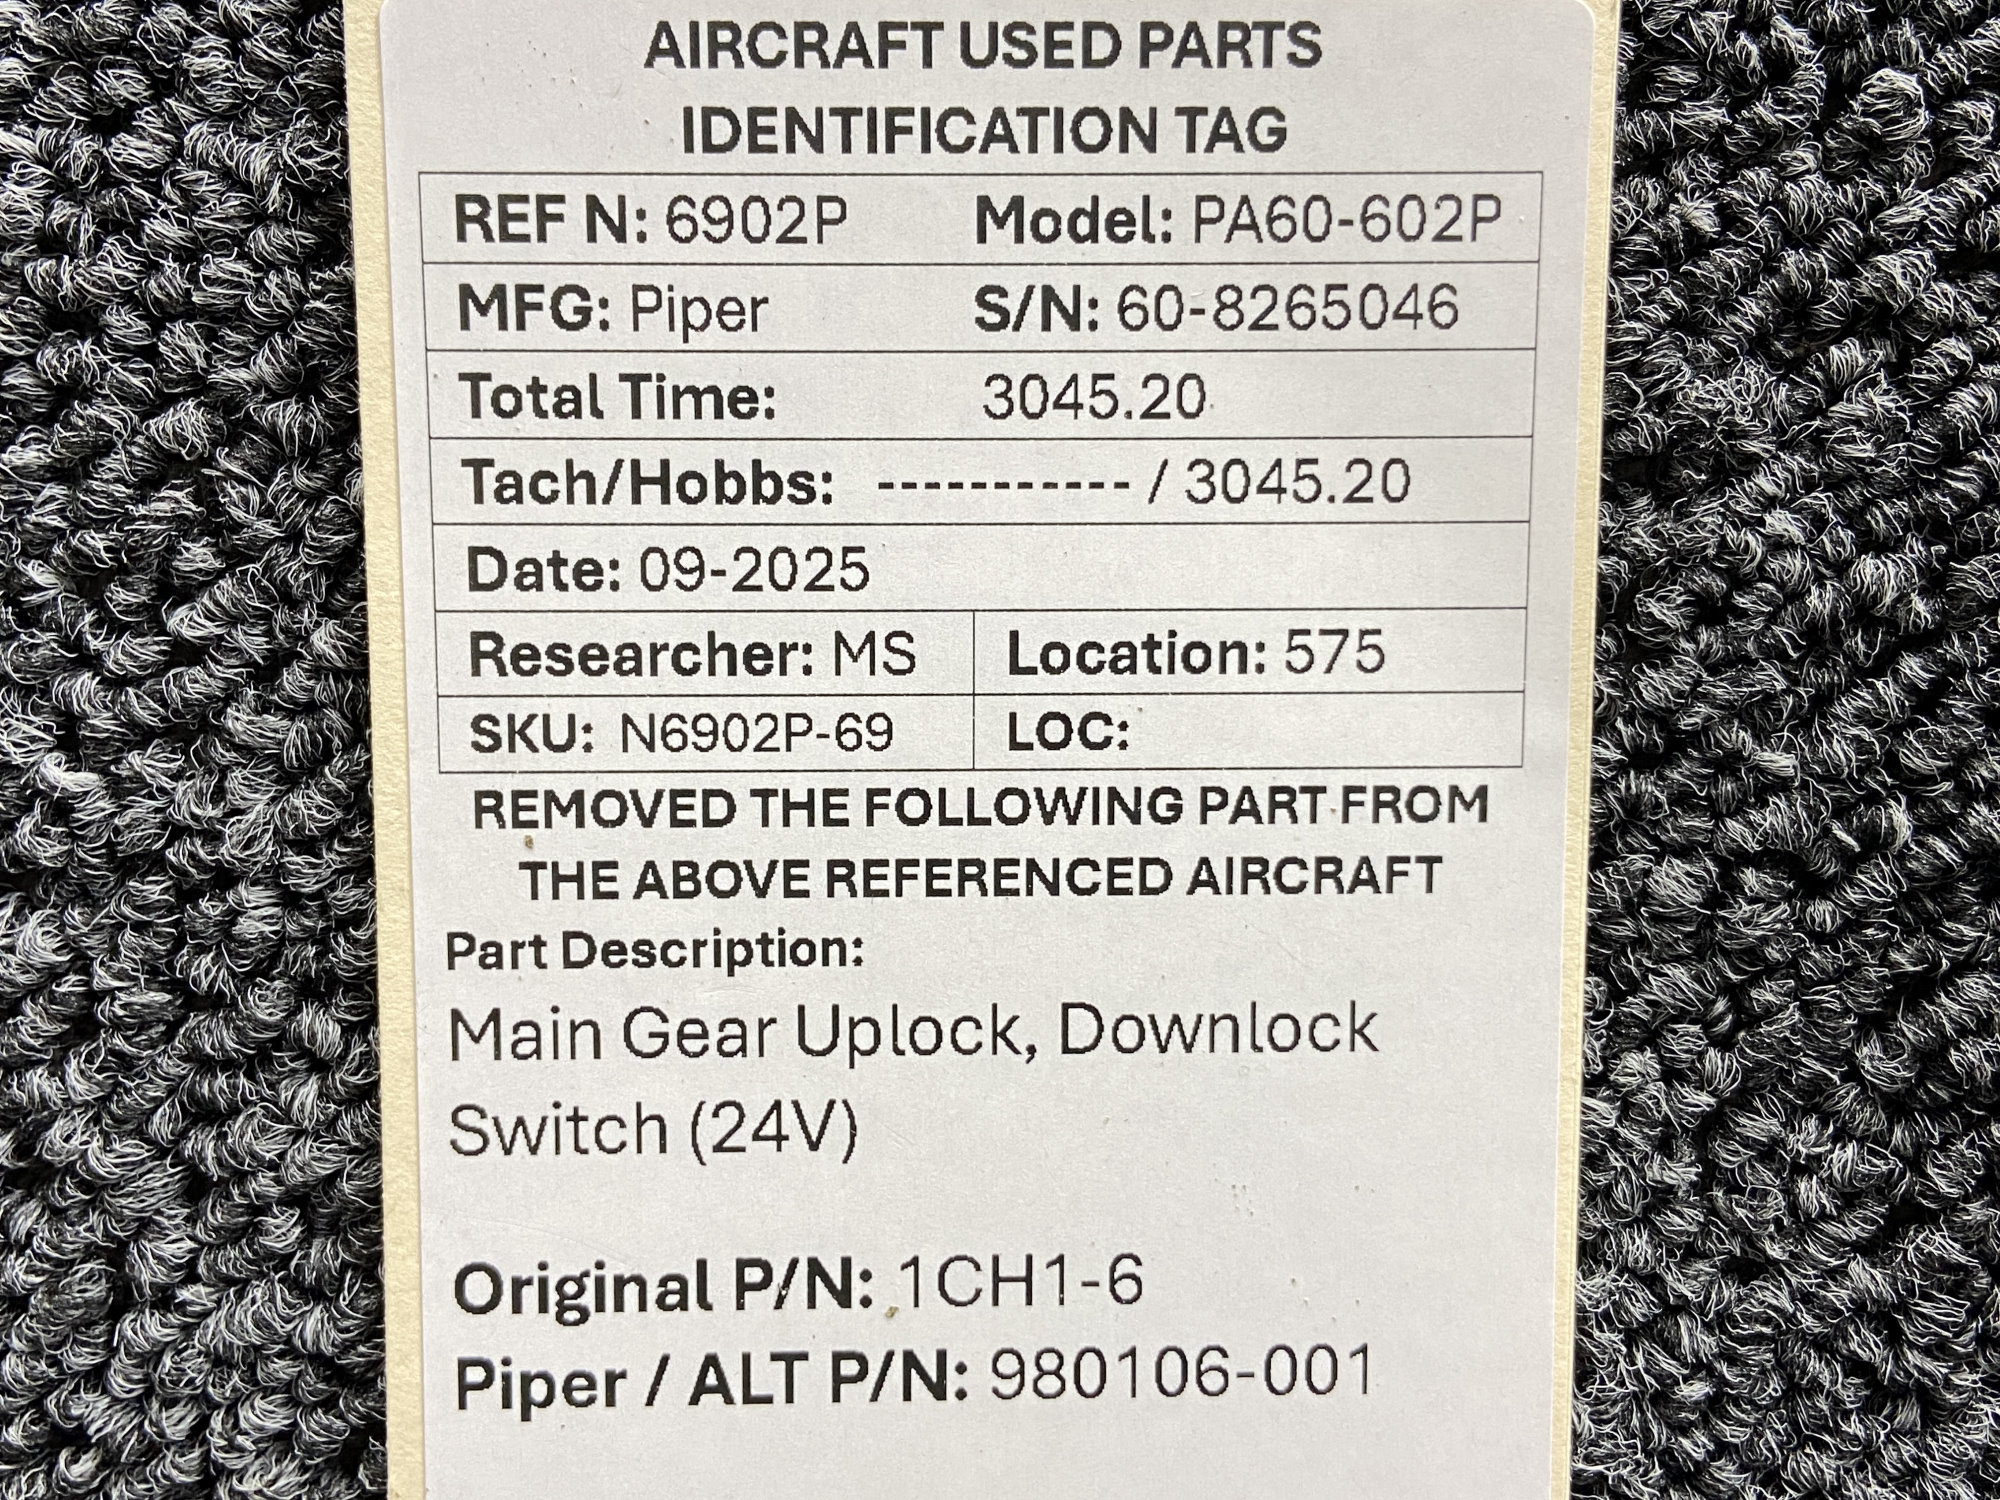 AIRCRAFT USED PARTS
IDENTIFICATION TAG
REF N: 6902P Model: PA60-602P
MFG: Piper S/N: 60-8265046
Total Time: 3045.20
Tach/Hobbs: ----------- / 3045.20
Date: 09-2025
Researcher: MS Location: 575
SKU: N6902P-69 LOC:
REMOVED THE FOLLOWING PART FROM
THE ABOVE REFERENCED AIRCRAFT
Part Description:
Main Gear Uplock, Downlock
Switch (24V)
Original P/N: 1CH1-6
Piper / ALT P/N: 980106-001